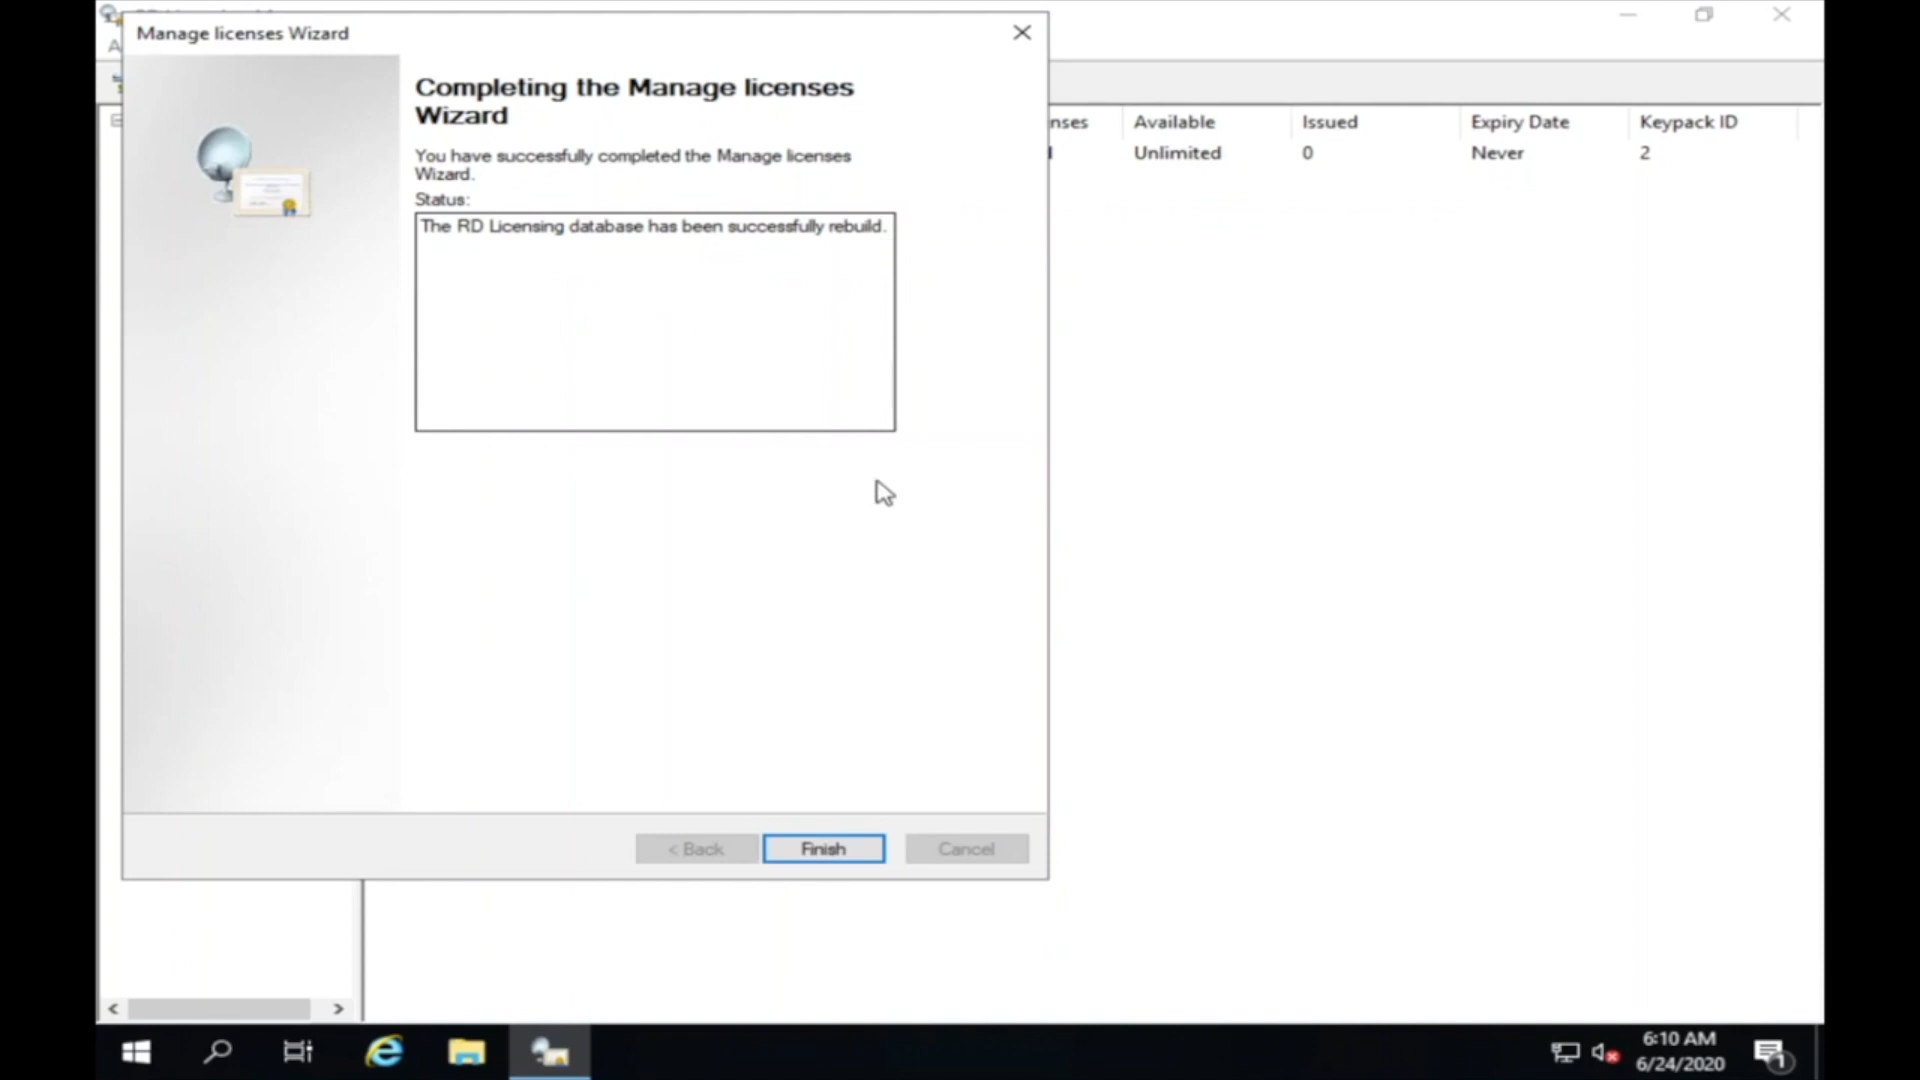 Manage licenses Wizard
Completing the Manage licenses
Wizard
You have successfully completed the Manage licenses
Wizard.
Status:
The RD Licensing database has been successfully rebuild.
< Back
Finish
Cancel
Available
Issued
Expiry Date
Keypack ID
Unlimited
0
Never
2
6:10 AM
6/24/2020
1